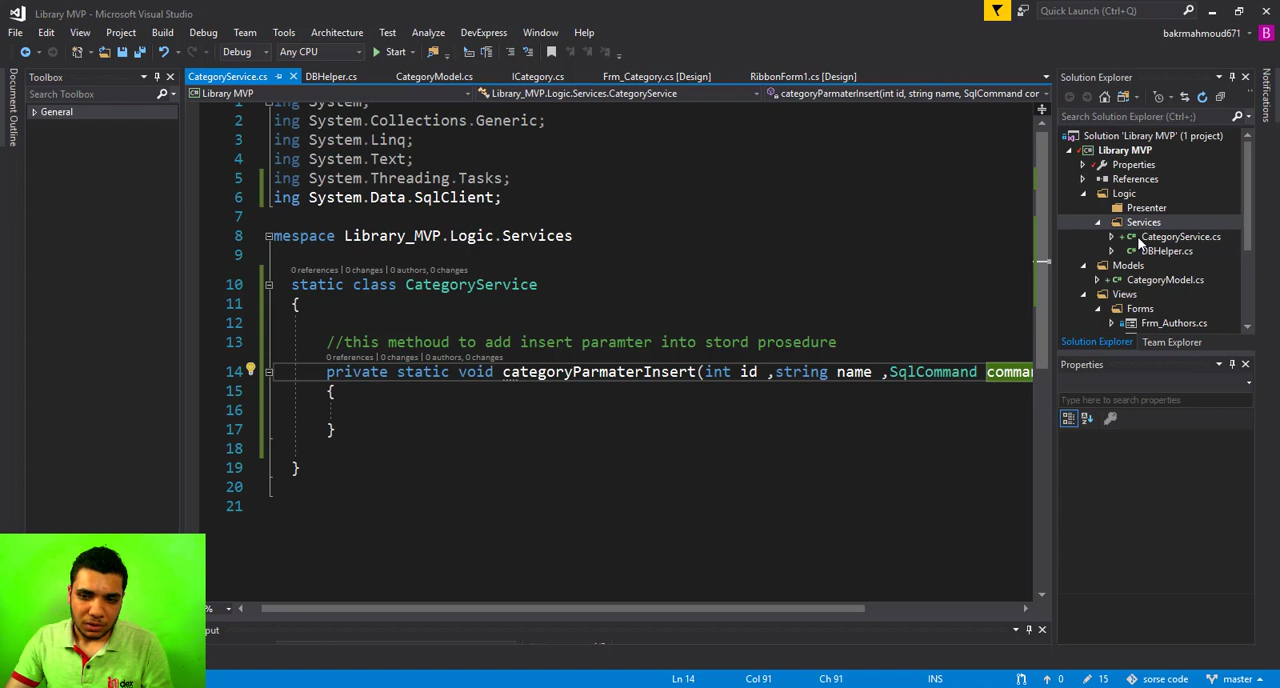 Library MVP - Microsoft Visual Studio
Quick Launch (Ctrl+Q)
File Edit View Project Build Debug Team Tools Architecture Test Analyze DevExpress Window Help
bakrmahmoud671 B
Debug Any CPU Start
Document Outline
Toolbox
Search Toolbox
General
CategoryService.cs DBHelper.cs CategoryModel.cs ICategory.cs Frm_Category.cs [Design] RibbonForm1.cs [Design]
Library MVP Library_MVP.Logic.Services.CategoryService categoryParmaterInsert(int id, string name, SqlCommand cor
1 ing System;
2 ing System.Collections.Generic;
3 ing System.Linq;
4 ing System.Text;
5 ing System.Threading.Tasks;
6 ing System.Data.SqlClient;
7
8 mespace Library_MVP.Logic.Services
9
0 references | 0 changes | 0 authors, 0 changes
10 static class CategoryService
11 {
12
13 //this methoud to add insert paramter into stord prosedure
0 references | 0 changes | 0 authors, 0 changes
14 private static void categoryParmaterInsert(int id ,string name ,SqlCommand comman
15 {
16
17 }
18
19 }
20
21
%
put
Solution Explorer
Search Solution Explorer (Ctrl+;)
Solution 'Library MVP' (1 project)
Library MVP
Properties
References
Logic
Presenter
Services
CategoryService.cs
DBHelper.cs
Models
CategoryModel.cs
Views
Forms
Frm_Authors.cs
Solution Explorer Team Explorer
Properties
Type here to search properties
Notifications
index
Ln 14 Col 91 Ch 91 INS 0 15 sorse code master